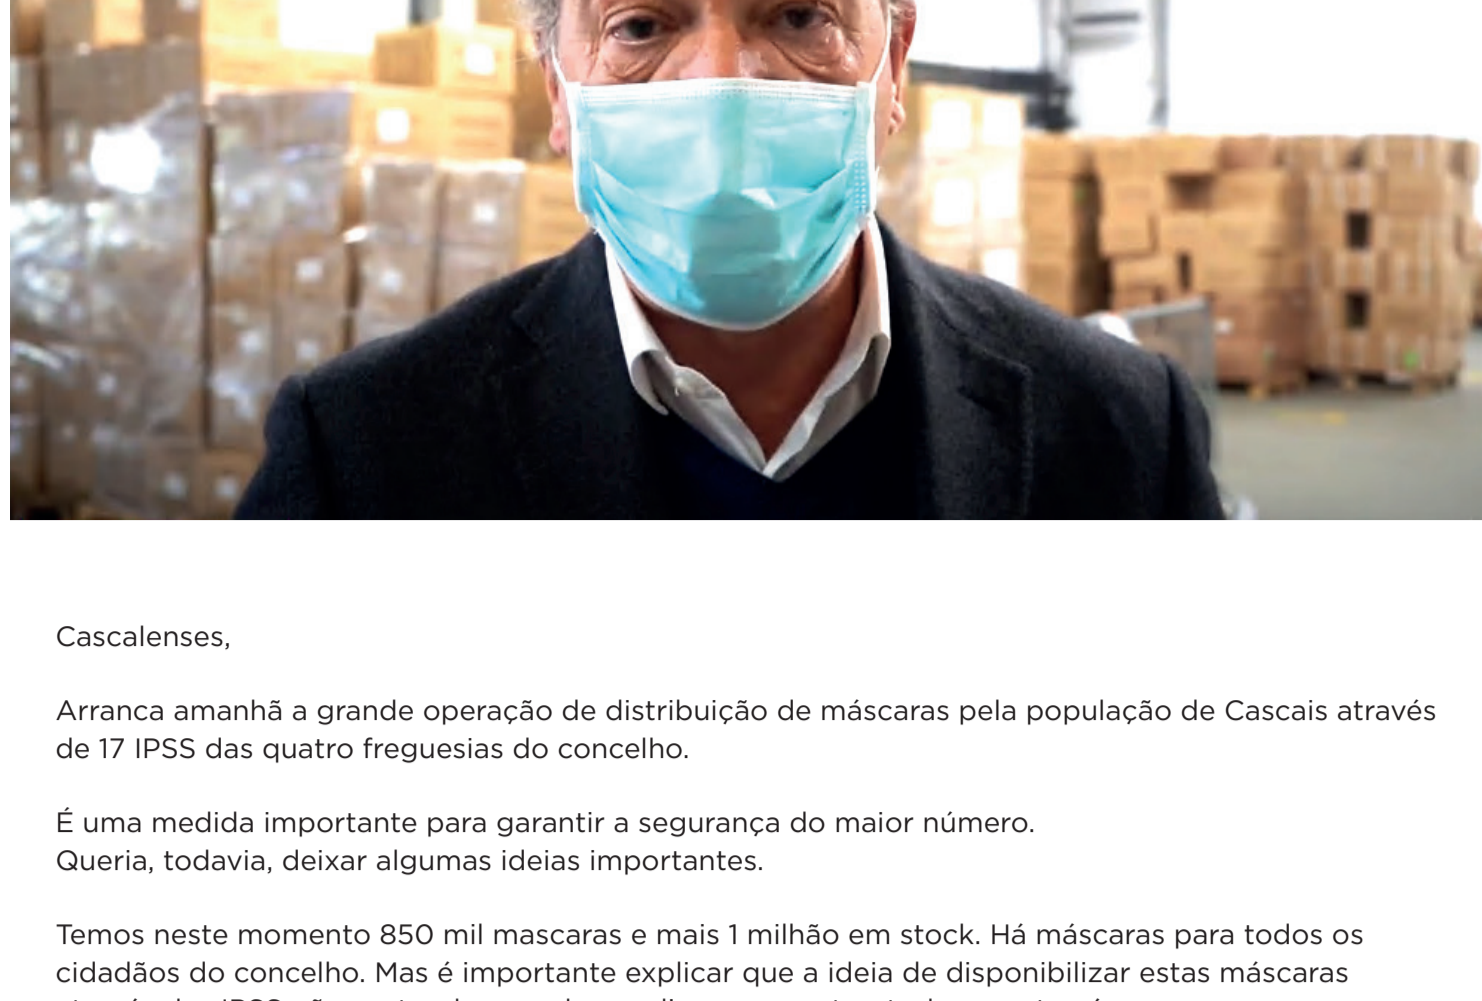 Cascalenses,
Arranca amanhã a grande operação de distribuição de máscaras pela população de Cascais através
de 17 IPSS das quatro freguesias do concelho.
É uma medida importante para garantir a segurança do maior número.
Queria, todavia, deixar algumas ideias importantes.
Temos neste momento 850 mil mascaras e mais 1 milhão em stock. Há máscaras para todos os
cidadãos do concelho. Mas é importante explicar que a ideia de disponibilizar estas máscaras